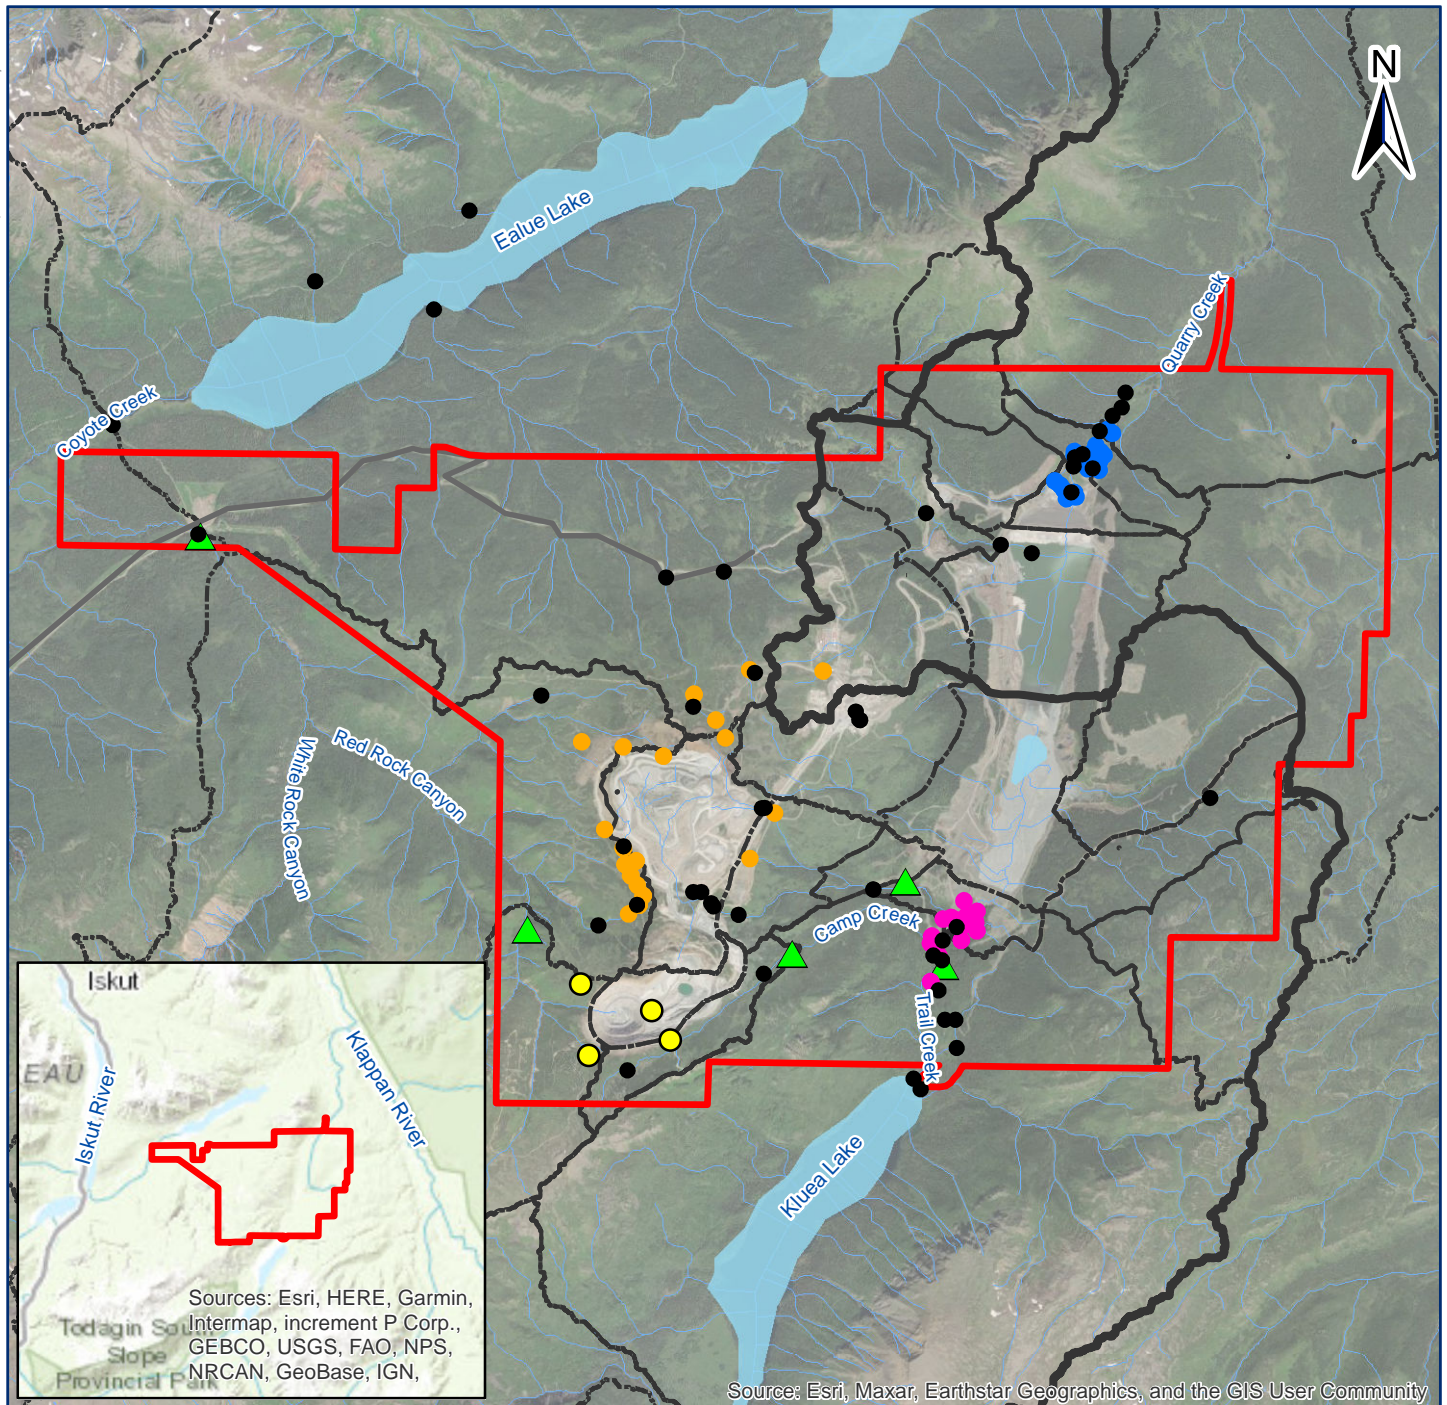 N
Ealue Lake
Quarry Creek
Coyote Creek
Red Rock Canyon
White Rock Canyon
Camp Creek
Trail Creek
Kluea Lake
Iskut
EAU
Iskut River
Klappan River
Todagin South
Slope
Provincial Park
Sources: Esri, HERE, Garmin,
Intermap, increment P Corp.,
GEBCO, USGS, FAO, NPS,
NRCAN, GeoBase, IGN,
Source: Esri, Maxar, Earthstar Geographics, and the GIS User Community